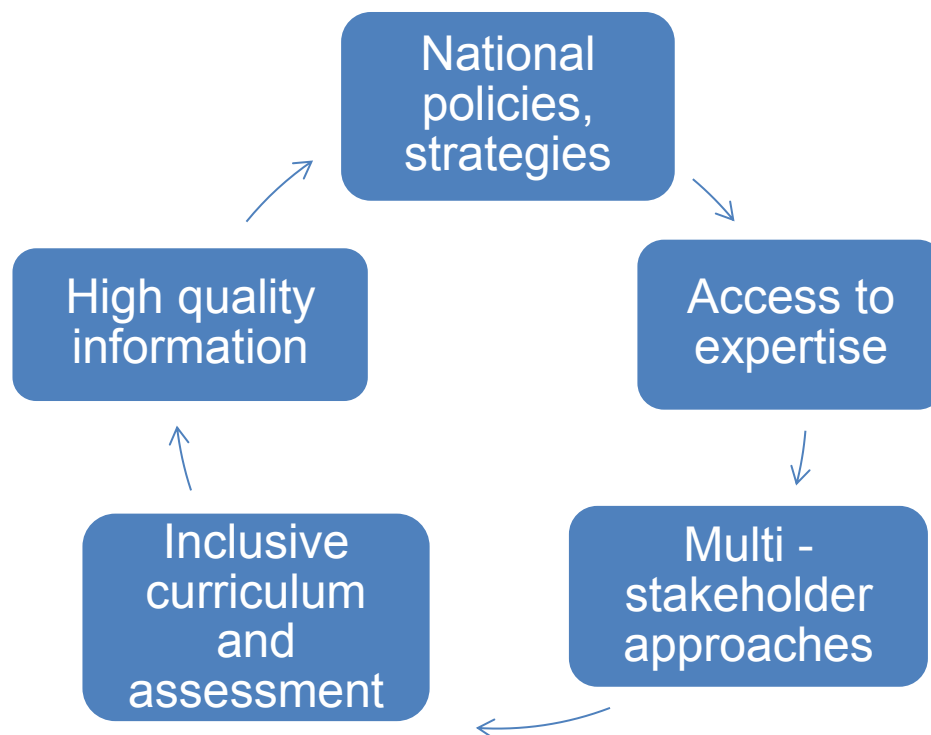 National
policies,
strategies
Access to
expertise
Multi -
stakeholder
approaches
Inclusive
curriculum
and
assessment
High quality
information